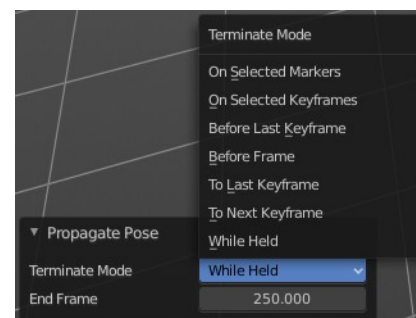 Terminate Mode
On Selected Markers
On Selected Keyframes
Before Last Keyframe
Before Frame
To Last Keyframe
To Next Keyframe
While Held
Propagate Pose
Terminate Mode While Held
End Frame 250.000